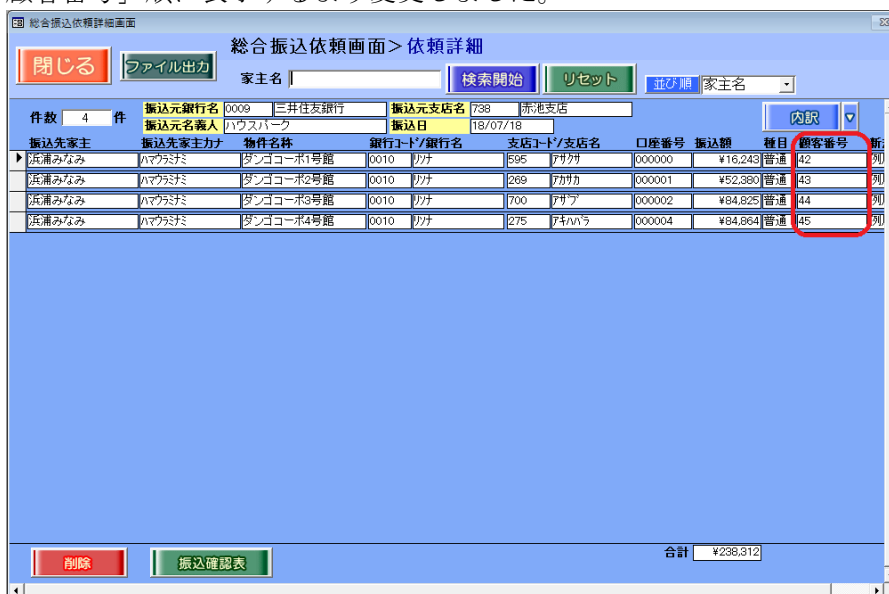 顧客番号」順に表示するよう変更しました。
総合振込依頼詳細画面
閉じる ファイル出力 総合振込依頼画面>依頼詳細
家主名 検索開始 リセット 並び順 家主名
件数 4 件 振込元銀行名 0009 三井住友銀行 振込元支店名 738 赤池支店 内訳
振込元名義人 ハウスパーク 振込日 18/07/18
振込先家主 振込先家主カナ 物件名称 銀行コード/銀行名 支店コード/支店名 口座番号 振込額 種目 顧客番号
浜浦みなみ ハマウラミナミ ダンゴコーポ1号館 0010 リソナ 595 アサクサ 000000 ¥16,243 普通 42
浜浦みなみ ハマウラミナミ ダンゴコーポ2号館 0010 リソナ 269 アカサカ 000001 ¥52,380 普通 43
浜浦みなみ ハマウラミナミ ダンゴコーポ3号館 0010 リソナ 700 アザブ 000002 ¥84,825 普通 44
浜浦みなみ ハマウラミナミ ダンゴコーポ4号館 0010 リソナ 275 アキハバラ 000004 ¥84,864 普通 45
削除 振込確認表 合計 ¥238,312